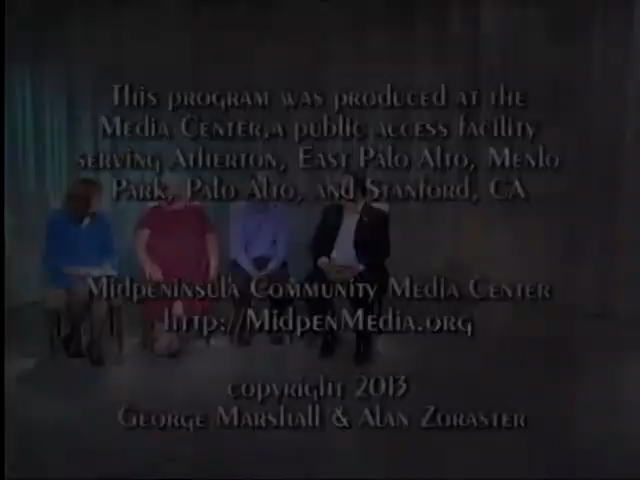 This program was produced at the
Media Center,a public access facility
serving Atherton, East Palo Alto, Menlo
Park, Palo Alto, and Stanford, CA
Midpeninsula Community Media Center
http://MidpenMedia.org
copyright 2013
George Marshall & Alan Zoraster